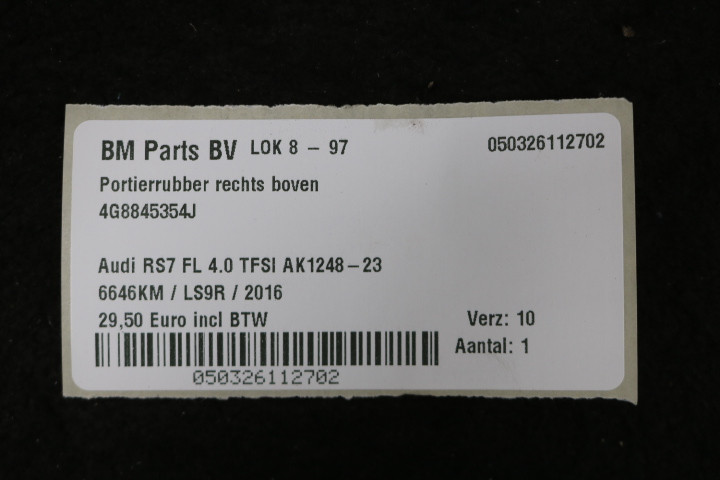 BM Parts BV LOK 8 - 97 050326112702
Portierrubber rechts boven
4G8845354J
Audi RS7 FL 4.0 TFSI AK1248-23
6646KM / LS9R / 2016
29,50 Euro incl BTW Verz: 10
Aantal: 1
050326112702